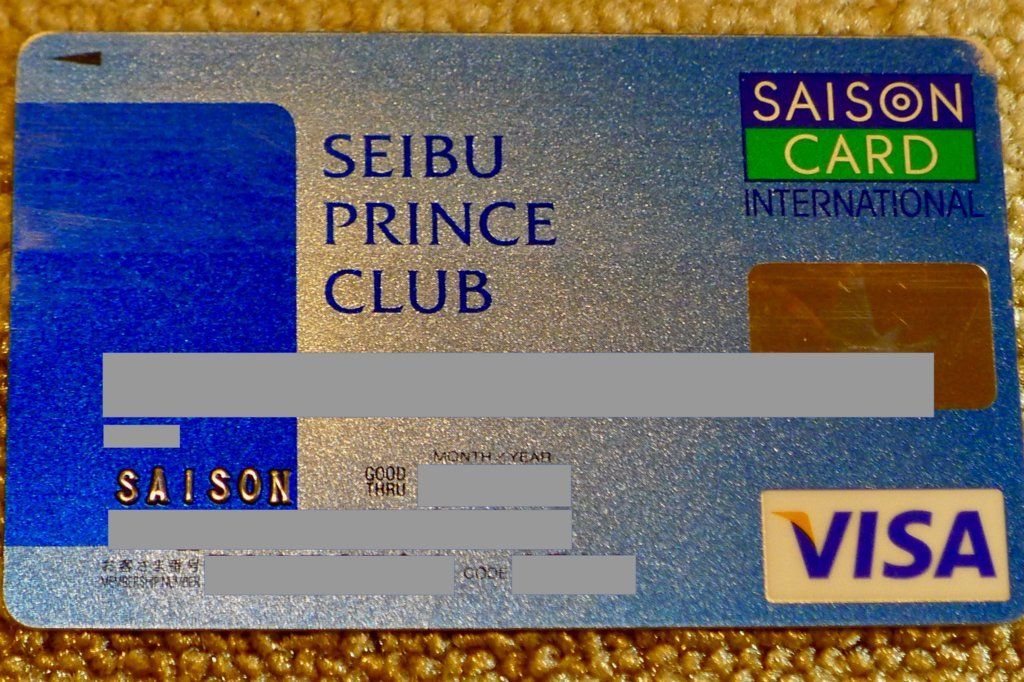 SEIBU
PRINCE
CLUB
SAISON
CARD
INTERNATIONAL
MONTH / YEAR
GOOD
THRU
SAISON
お客さま番号
MEMBERSHIP NUMBER
CODE
VISA